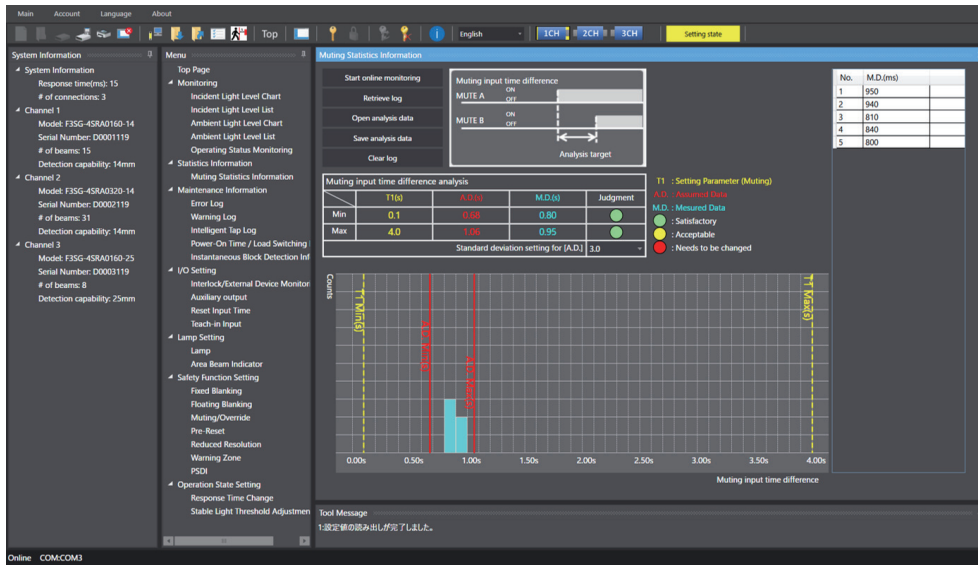 Main Account Language About
Top English 1CH 2CH 3CH Setting state
System Information
System Information
Response time(ms): 15
# of connections: 3
Channel 1
Model: F3SG-4SRA0160-14
Serial Number: D0001119
# of beams: 15
Detection capability: 14mm
Channel 2
Model: F3SG-4SRA0320-14
Serial Number: D0002119
# of beams: 31
Detection capability: 14mm
Channel 3
Model: F3SG-4SRA0160-25
Serial Number: D0003119
# of beams: 8
Detection capability: 25mm
Menu
Top Page
Monitoring
Incident Light Level Chart
Incident Light Level List
Ambient Light Level Chart
Ambient Light Level List
Operating Status Monitoring
Statistics Information
Muting Statistics Information
Maintenance Information
Error Log
Warning Log
Intelligent Tap Log
Power-On Time / Load Switching
Instantaneous Block Detection Inf
I/O Setting
Interlock/External Device Monitor
Auxiliary output
Reset Input Time
Teach-in Input
Lamp Setting
Lamp
Area Beam Indicator
Safety Function Setting
Fixed Blanking
Floating Blanking
Muting/Override
Pre-Reset
Reduced Resolution
Warning Zone
PSDI
Operation State Setting
Response Time Change
Stable Light Threshold Adjustmen
Muting Statistics Information
Start online monitoring
Retrieve log
Open analysis data
Save analysis data
Clear log
Muting input time difference
MUTE A ON
OFF
MUTE B ON
OFF
Analysis target
Muting input time difference analysis
T1(s) A.D.(s) M.D.(s) Judgment
Min 0.1 0.68 0.80
Max 4.0 1.06 0.95
Standard deviation setting for [A.D.] 3.0
T1 : Setting Parameter (Muting)
A.D. : Assumed Data
M.D. : Mesured Data
: Satisfactory
: Acceptable
: Needs to be changed
No. M.D.(ms)
1 950
2 940
3 810
4 840
5 800
Counts
T1 Min(s)
T1 Max(s)
0.00s 0.50s 1.00s 1.50s 2.00s 2.50s 3.00s 3.50s 4.00s
Muting input time difference
Tool Message
1:設定値の読み出しが完了しました。
Online COM:COM3